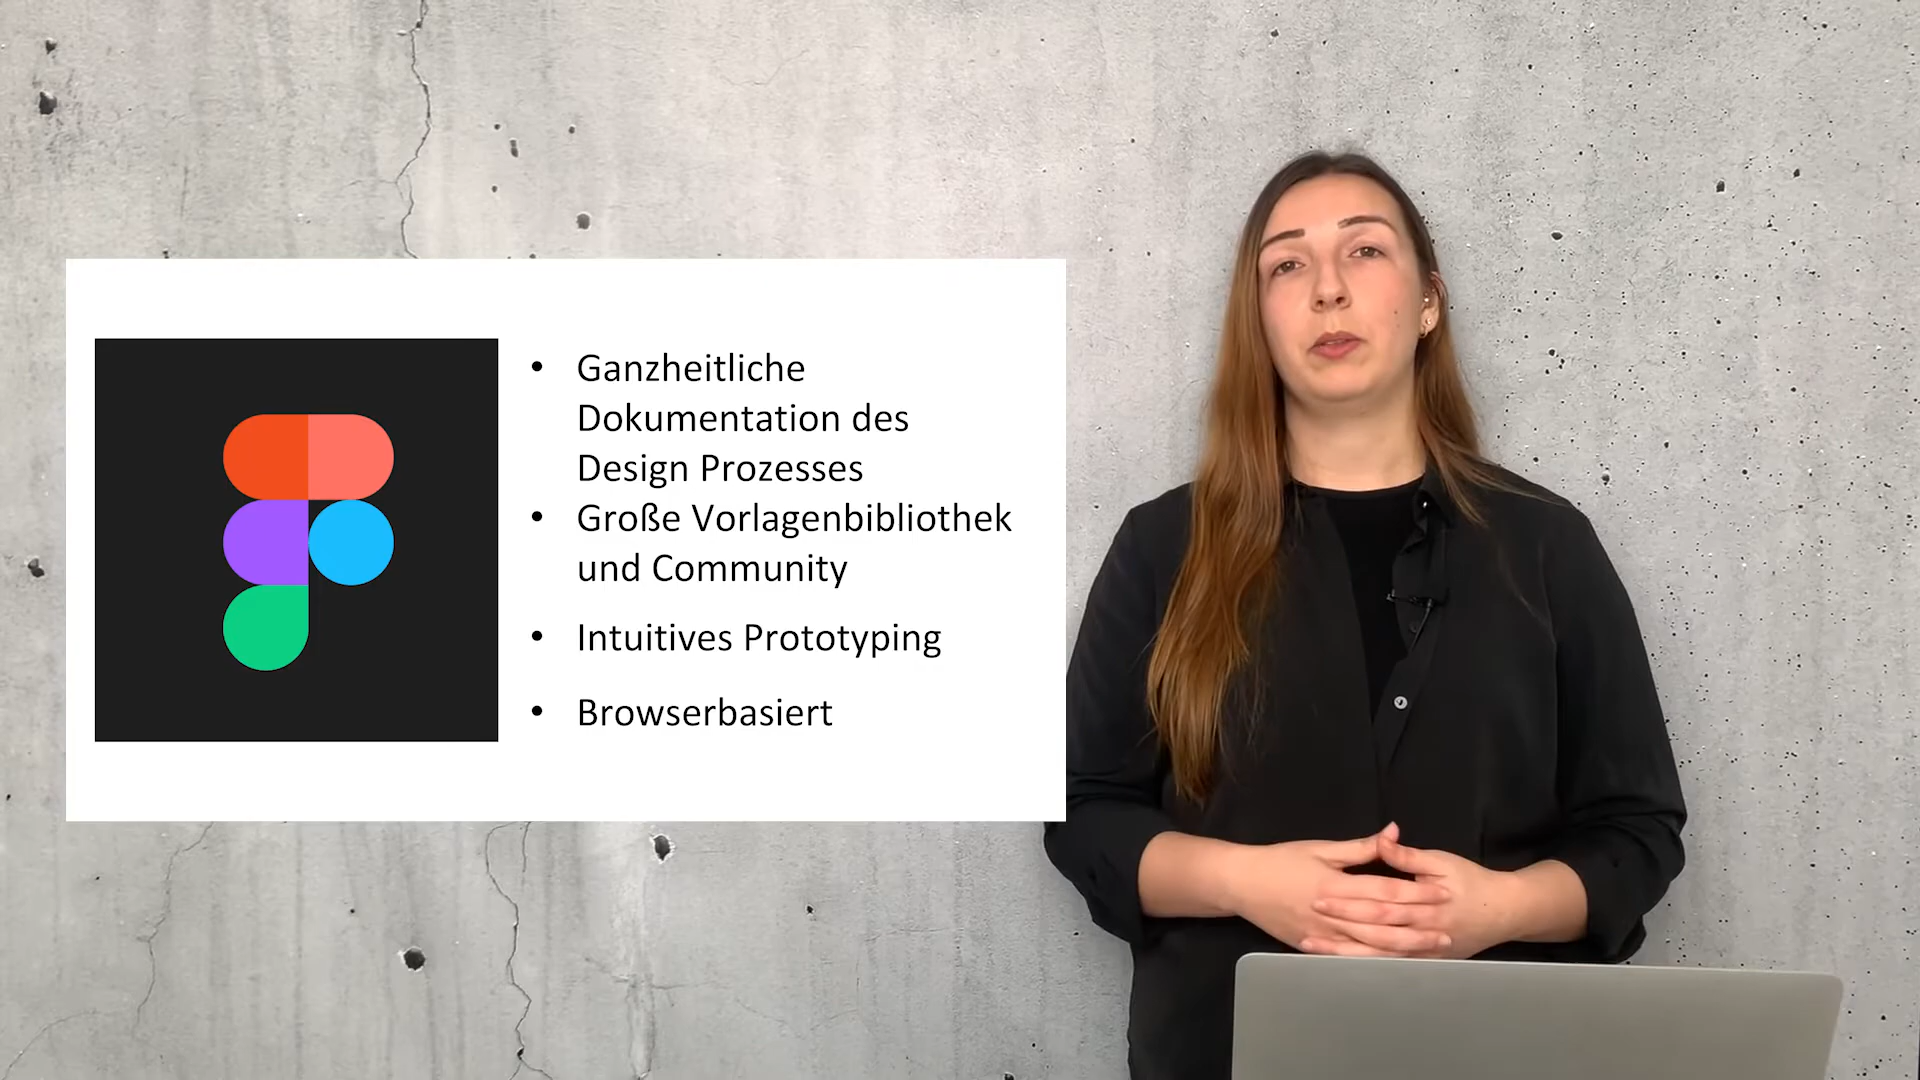 • Ganzheitliche
Dokumentation des
Design Prozesses
• Große Vorlagenbibliothek
und Community
• Intuitives Prototyping
• Browserbasiert